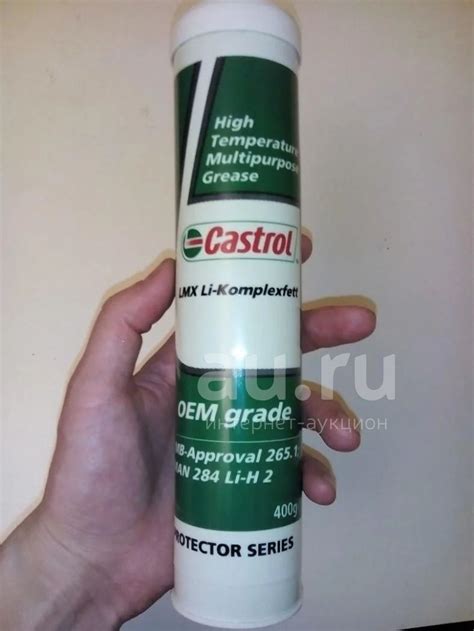 High
Temperature
Multipurpose
Grease
Castrol
LMX Li-Komplexfett
au.ru
интернет-аукцион
OEM grade
MB-Approval 265.1
MAN 284 Li-H 2
400g
PROTECTOR SERIES